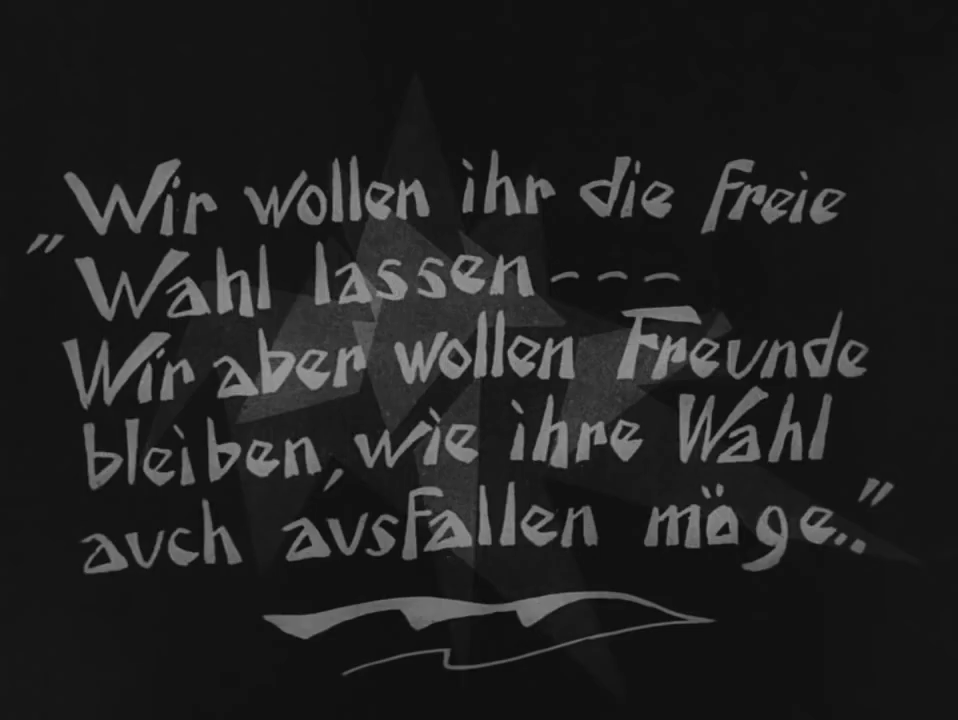 "Wir wollen ihr die freie
Wahl lassen – – –
Wir aber wollen Freunde
bleiben, wie ihre Wahl
auch ausfallen möge.."